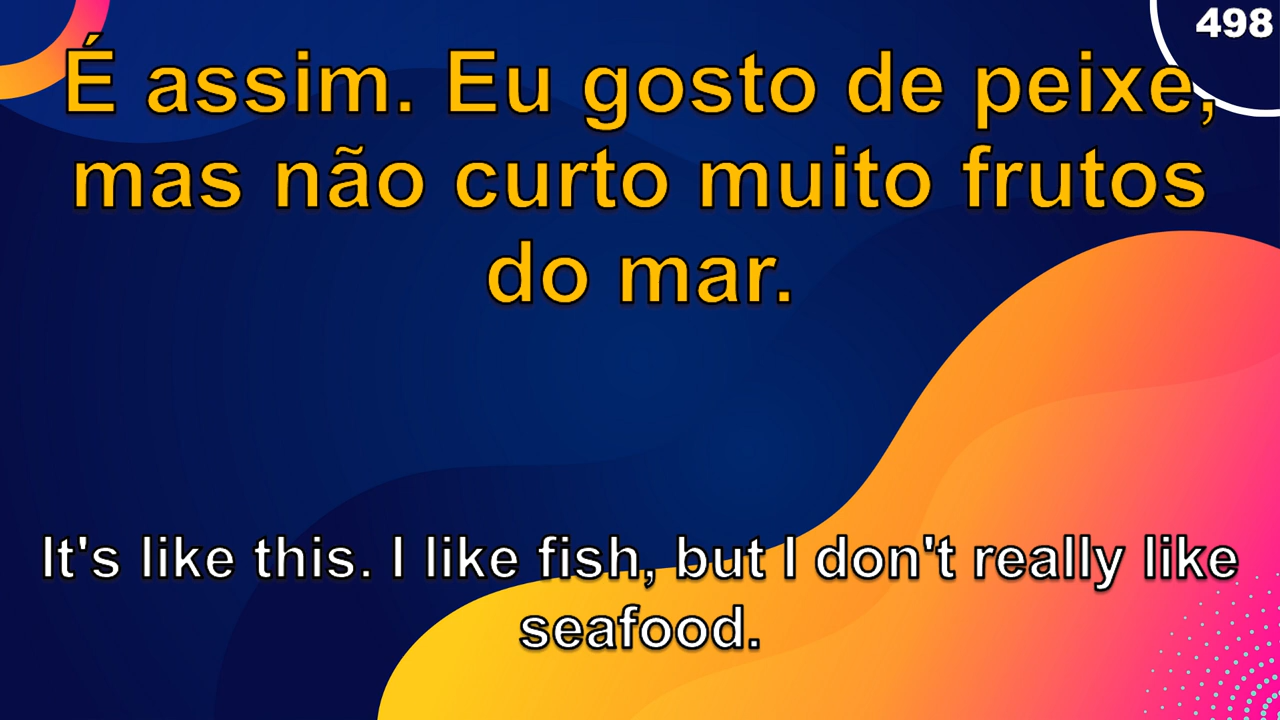 498
É assim. Eu gosto de peixe,
mas não curto muito frutos
do mar.
It's like this. I like fish, but I don't really like
seafood.